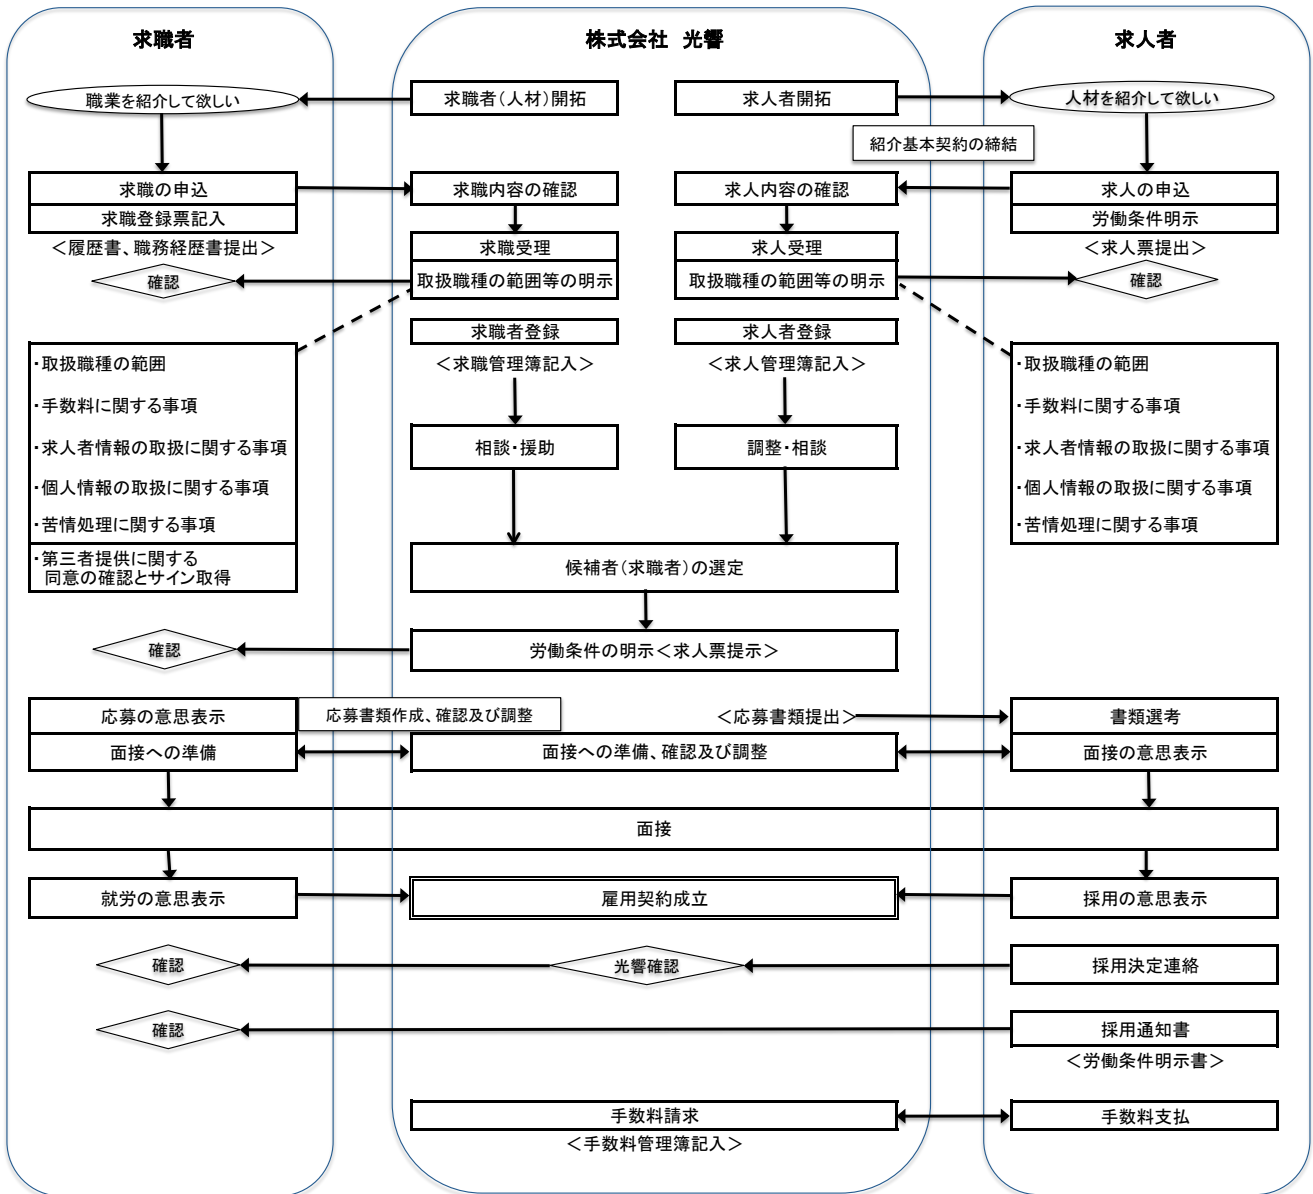 求職者
株式会社 光響
求人者
職業を紹介して欲しい
求職者(人材)開拓
求人者開拓
人材を紹介して欲しい
紹介基本契約の締結
求職の申込
求職内容の確認
求人内容の確認
求人の申込
求職登録票記入
労働条件明示
<履歴書、職務経歴書提出>
求職受理
求人受理
<求人票提出>
確認
取扱職種の範囲等の明示
取扱職種の範囲等の明示
確認
求職者登録
求人者登録
<求職管理簿記入>
<求人管理簿記入>
・取扱職種の範囲
・手数料に関する事項
・求人者情報の取扱に関する事項
・個人情報の取扱に関する事項
・苦情処理に関する事項
・第三者提供に関する
同意の確認とサイン取得
相談・援助
調整・相談
・取扱職種の範囲
・手数料に関する事項
・求人者情報の取扱に関する事項
・個人情報の取扱に関する事項
・苦情処理に関する事項
候補者(求職者)の選定
確認
労働条件の明示<求人票提示>
応募の意思表示
応募書類作成、確認及び調整
<応募書類提出>
書類選考
面接への準備
面接への準備、確認及び調整
面接の意思表示
面接
就労の意思表示
雇用契約成立
採用の意思表示
確認
光響確認
採用決定連絡
確認
採用通知書
<労働条件明示書>
手数料請求
手数料支払
<手数料管理簿記入>